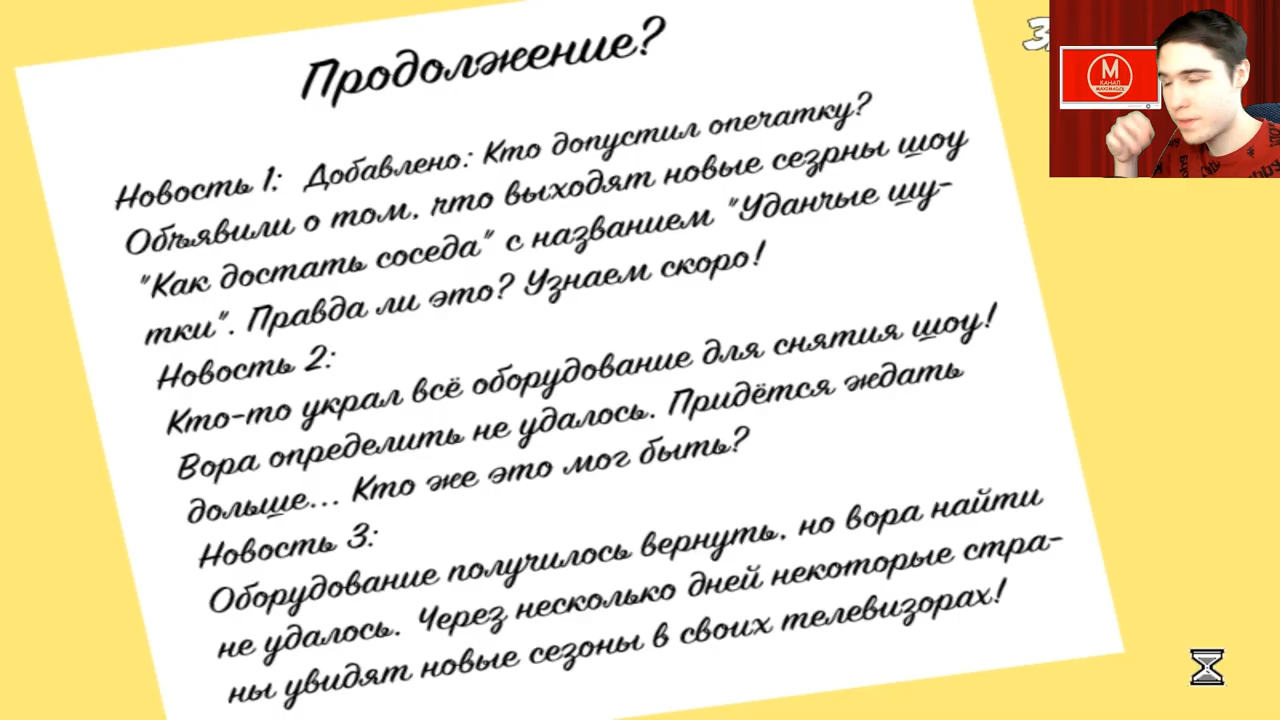 Продолжение?
Новость 1: Добавлено: Кто допустил опечатку?
Объявили о том, что выходят новые сезрны шоу
"Как достать соседа" с названием "Уданчые шу-
тки". Правда ли это? Узнаем скоро!
Новость 2:
Кто-то украл всё оборудование для снятия шоу!
Вора определить не удалось. Придётся ждать
дольше... Кто же это мог быть?
Новость 3:
Оборудование получилось вернуть, но вора найти
не удалось. Через несколько дней некоторые стра-
ны увидят новые сезоны в своих телевизорах!
М
КАНАЛ